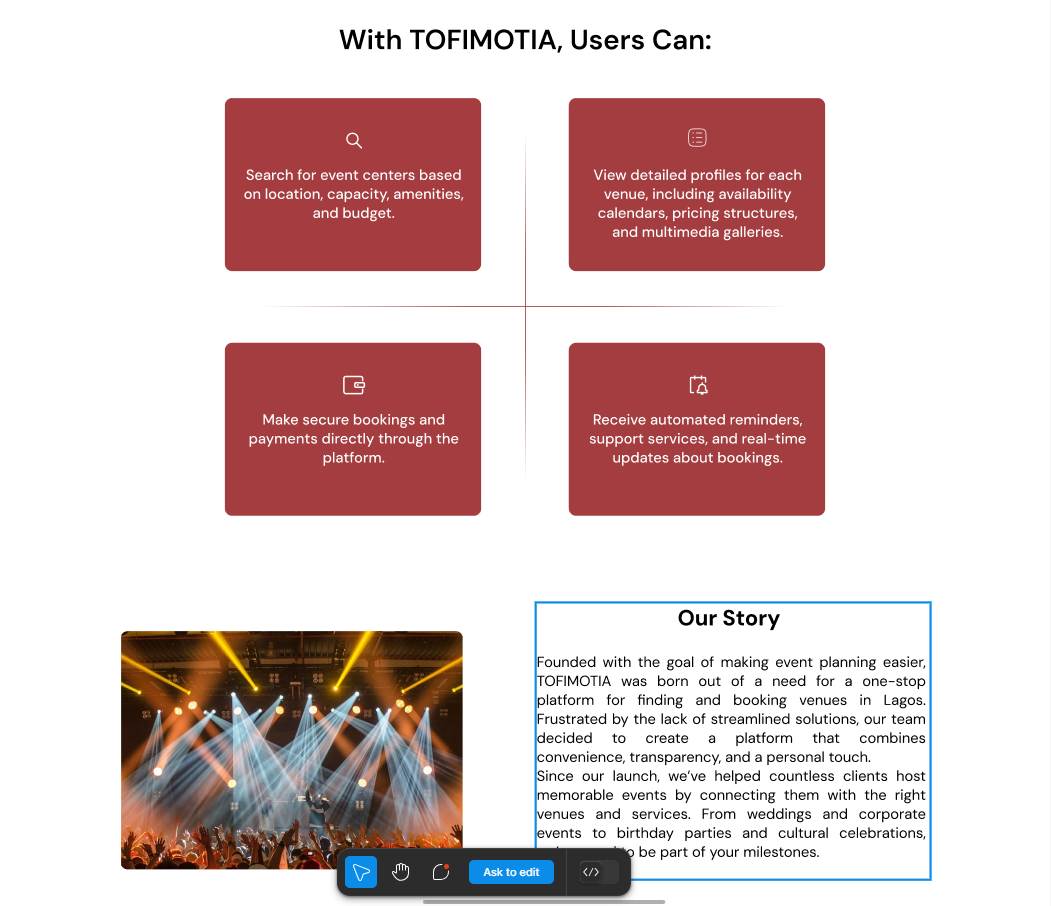 With TOFIMOTIA, Users Can:
Search for event centers based
on location, capacity, amenities,
and budget.
View detailed profiles for each
venue, including availability
calendars, pricing structures,
and multimedia galleries.
Make secure bookings and
payments directly through the
platform.
Receive automated reminders,
support services, and real-time
updates about bookings.
Our Story
Founded with the goal of making event planning easier,
TOFIMOTIA was born out of a need for a one-stop
platform for finding and booking venues in Lagos.
Frustrated by the lack of streamlined solutions, our team
decided to create a platform that combines
convenience, transparency, and a personal touch.
Since our launch, we've helped countless clients host
memorable events by connecting them with the right
venues and services. From weddings and corporate
events to birthday parties and cultural celebrations,
to be part of your milestones.
Ask to edit